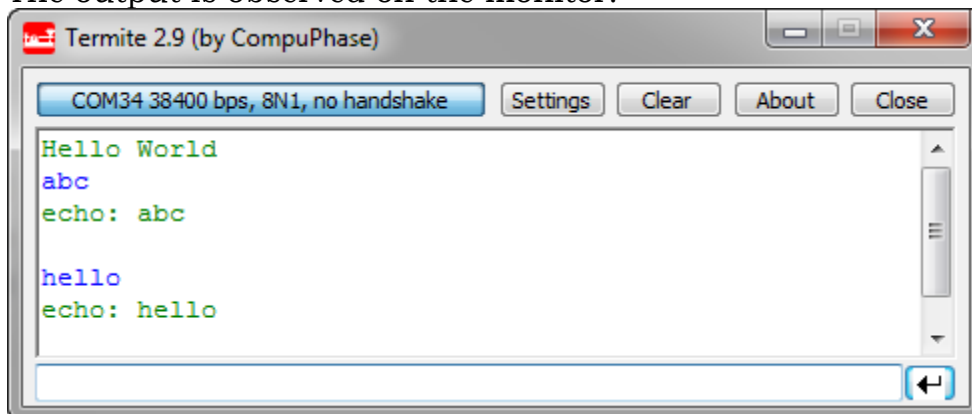 The output is observed on the monitor.
Termite 2.9 (by CompuPhase)
COM34 38400 bps, 8N1, no handshake Settings Clear About Close
Hello World
abc
echo: abc
hello
echo: hello